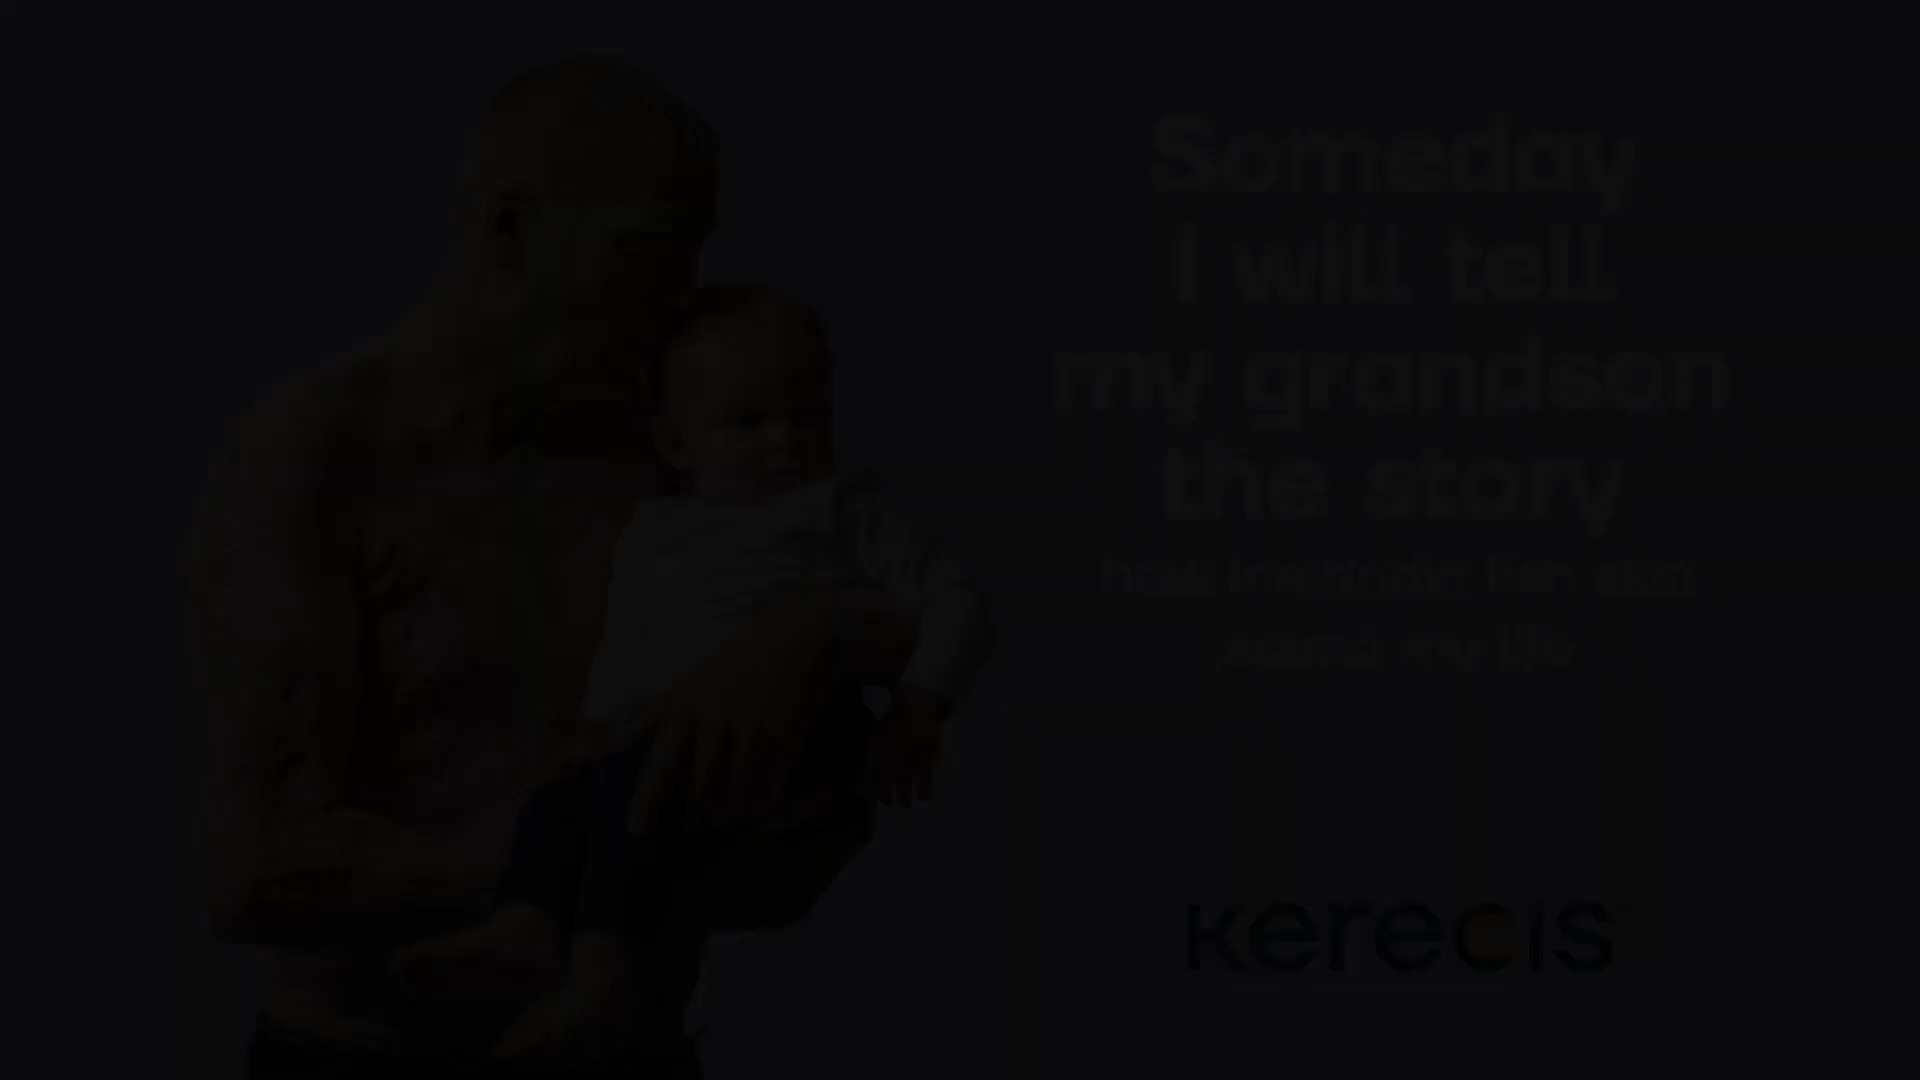 Someday
I will tell
my grandson
the story
how Icelandic fish skin
saved my life
kerecis